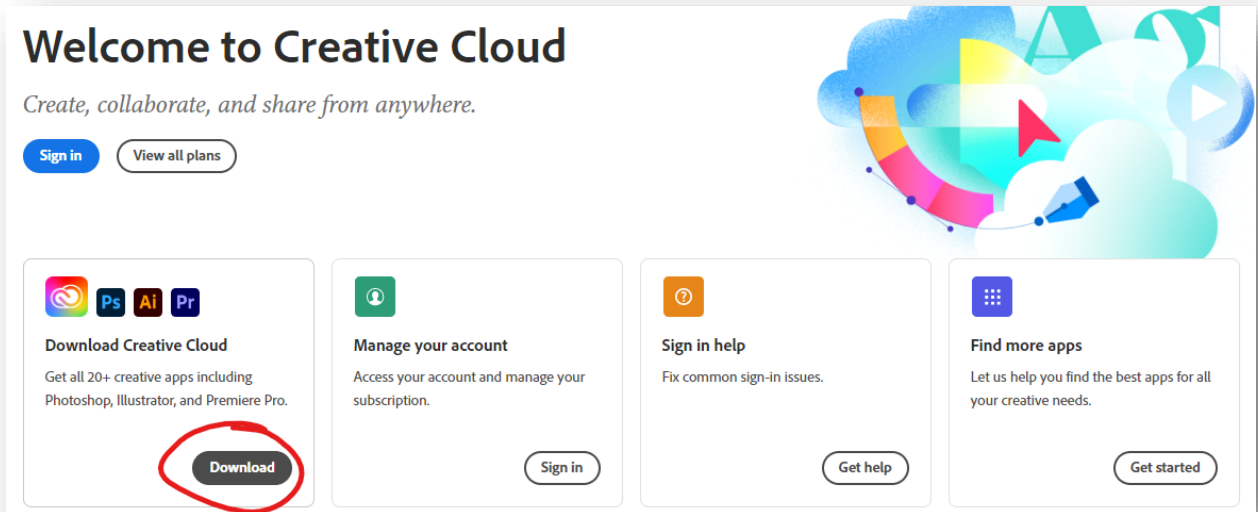 Welcome to Creative Cloud
Create, collaborate, and share from anywhere.
Sign in
View all plans
Ps Ai Pr
Download Creative Cloud
Get all 20+ creative apps including
Photoshop, Illustrator, and Premiere Pro.
Download
Manage your account
Access your account and manage your
subscription.
Sign in
Sign in help
Fix common sign-in issues.
Get help
Find more apps
Let us help you find the best apps for all
your creative needs.
Get started